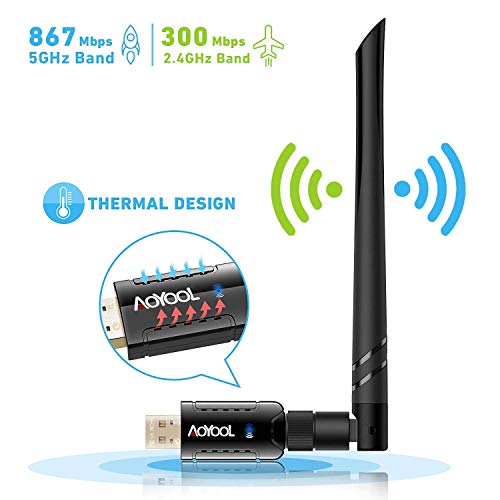 867 Mbps
5GHz Band
300 Mbps
2.4GHz Band
THERMAL DESIGN
AOYOOL
AOYOOL